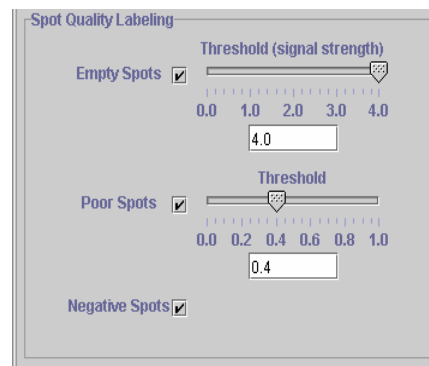 Spot Quality Labeling
Threshold (signal strength)
Empty Spots
0.0 1.0 2.0 3.0 4.0
4.0
Threshold
Poor Spots
0.0 0.2 0.4 0.6 0.8 1.0
0.4
Negative Spots